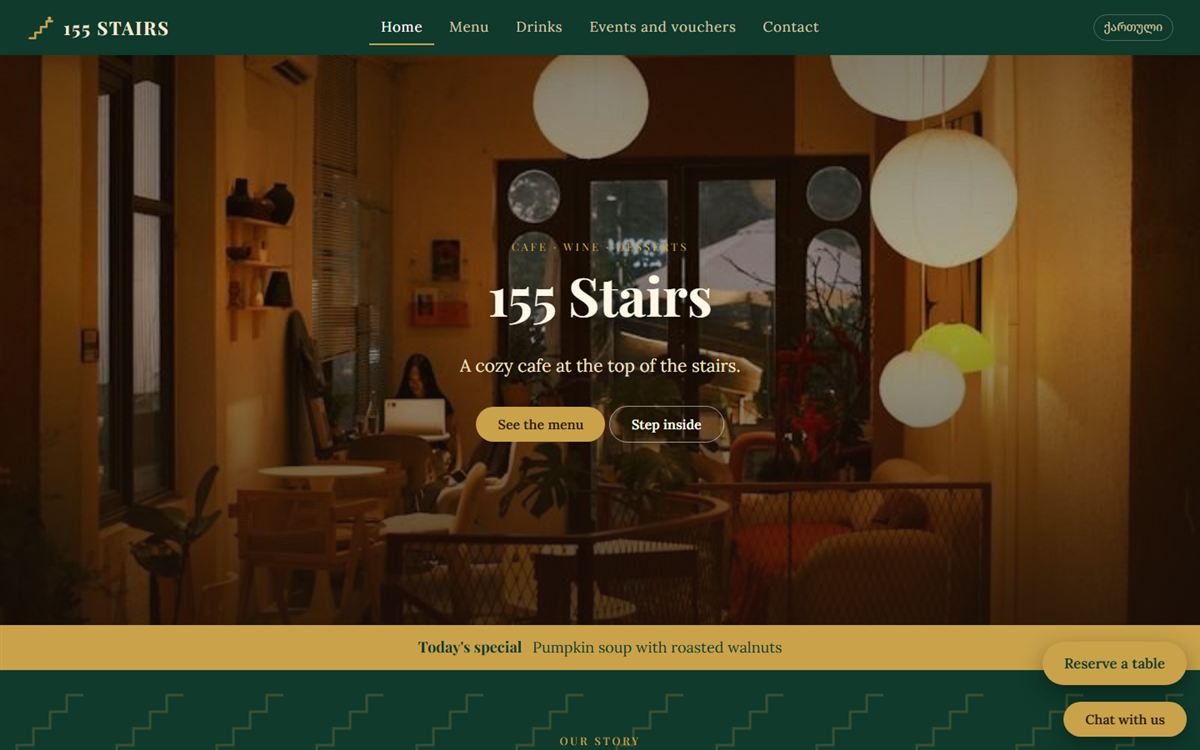 155 STAIRS
Home Menu Drinks Events and vouchers Contact
ქართული
CAFE · WINE · DESSERTS
155 Stairs
A cozy cafe at the top of the stairs.
See the menu Step inside
Today's special Pumpkin soup with roasted walnuts
Reserve a table
Chat with us
OUR STORY